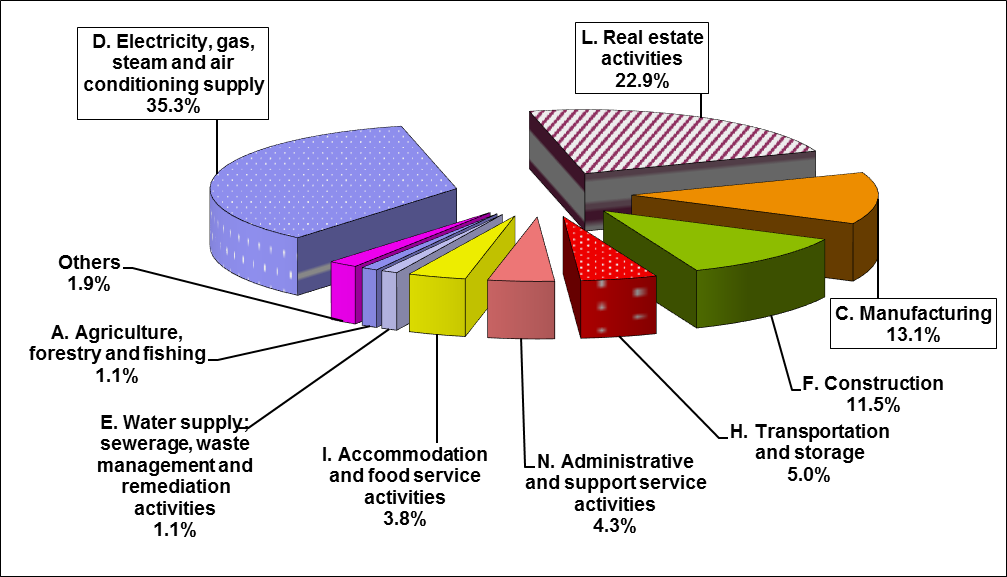 D. Electricity, gas,
steam and air
conditioning supply
35.3%
L. Real estate
activities
22.9%
C. Manufacturing
13.1%
F. Construction
11.5%
H. Transportation
and storage
5.0%
N. Administrative
and support service
activities
4.3%
I. Accommodation
and food service
activities
3.8%
E. Water suply;
sewerage, waste
management and
remediation
activities
1.1%
A. Agriculture,
forestry and fishing
1.1%
Others
1.9%